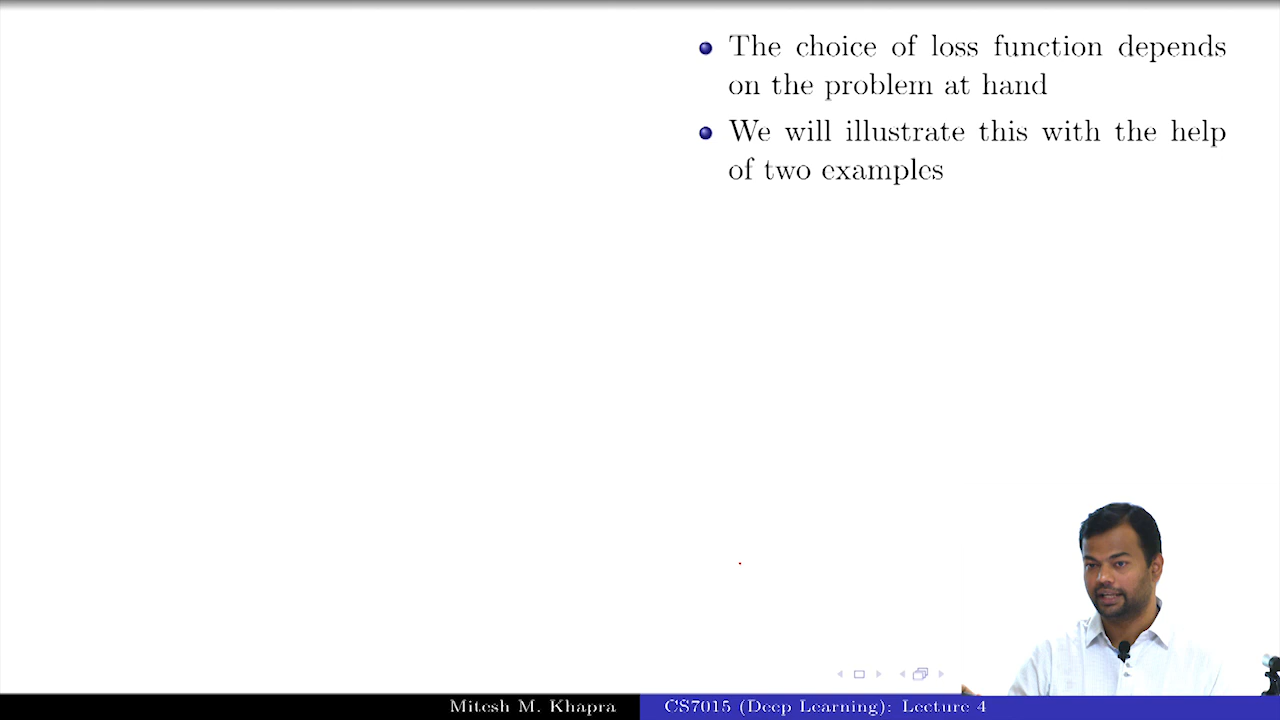 The choice of loss function depends
on the problem at hand
We will illustrate this with the help
of two examples
Mitesh M. Khapra
CS7015 (Deep Learning): Lecture 4